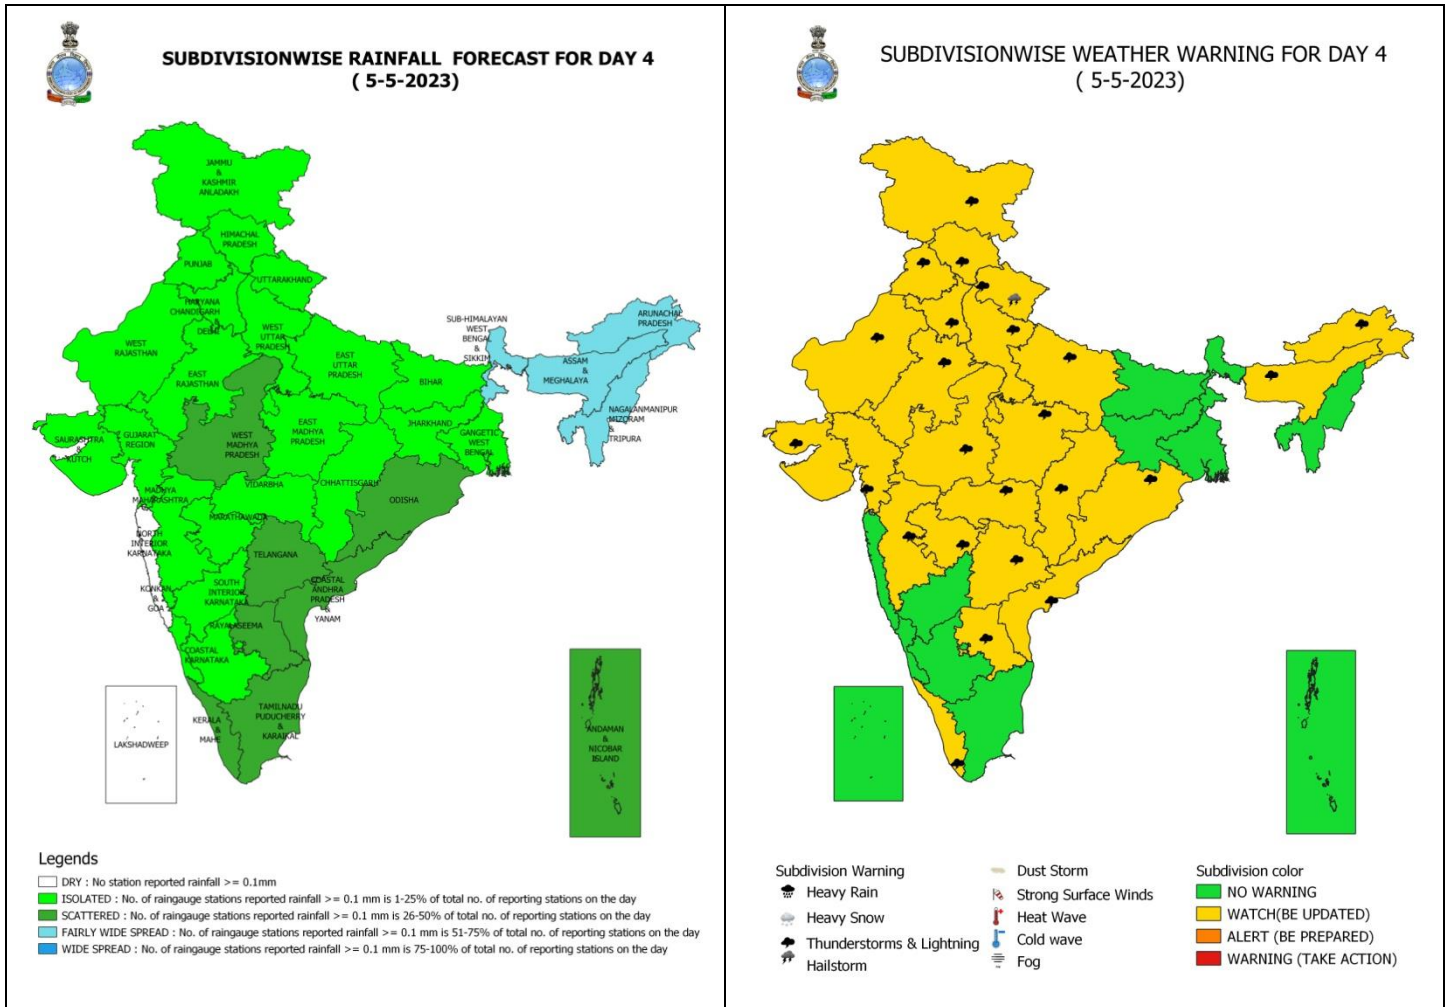 SUBDIVISIONWISE RAINFALL FORECAST FOR DAY 4
( 5-5-2023)
JAMMU
&
KASHMIR
ANLADAKH
HIMACHAL
PRADESH
PUNJAB
UTTARAKHAND
HARYANA
CHANDIGARH
&
DELHI
WEST
RAJASTHAN
WEST
UTTAR
PRADESH
EAST
UTTAR
PRADESH
EAST
RAJASTHAN
SUB-HIMALAYAN
WEST
BENGAL
&
SIKKIM
ARUNACHAL
PRADESH
ASSAM
&
MEGHALAYA
BIHAR
NAGALANMANIPUR
MIZORAM
&
TRIPURA
JHARKHAND
GANGETIC
WEST
BENGAL
SAURASHTRA
&
KUTCH
GUJARAT
REGION
WEST
MADHYA
PRADESH
EAST
MADHYA
PRADESH
VIDARBHA
CHHATTISGARH
ODISHA
MADHYA
MAHARASHTRA
MARATHAWADA
NORTH
INTERIOR
KARNATAKA
TELANGANA
KONKAN
&
GOA
SOUTH
INTERIOR
KARNATAKA
COASTAL
ANDHRA
PRADESH
&
YANAM
RAYALASEEMA
COASTAL
KARNATAKA
KERALA
&
MAHE
TAMILNADU
PUDUCHERRY
&
KARAIKAL
LAKSHADWEEP
ANDAMAN
&
NICOBAR
ISLAND
Legends
DRY : No station reported rainfall >= 0.1mm
ISOLATED : No. of raingauge stations reported rainfall >= 0.1 mm is 1-25% of total no. of reporting stations on the day
SCATTERED : No. of raingauge stations reported rainfall >= 0.1 mm is 26-50% of total no. of reporting stations on the day
FAIRLY WIDE SPREAD : No. of raingauge stations reported rainfall >= 0.1 mm is 51-75% of total no. of reporting stations on the day
WIDE SPREAD : No. of raingauge stations reported rainfall >= 0.1 mm is 75-100% of total no. of reporting stations on the day
SUBDIVISIONWISE WEATHER WARNING FOR DAY 4
( 5-5-2023)
Subdivision Warning
Heavy Rain
Heavy Snow
Thunderstorms & Lightning
Hailstorm
Dust Storm
Strong Surface Winds
Heat Wave
Cold wave
Fog
Subdivision color
NO WARNING
WATCH(BE UPDATED)
ALERT (BE PREPARED)
WARNING (TAKE ACTION)